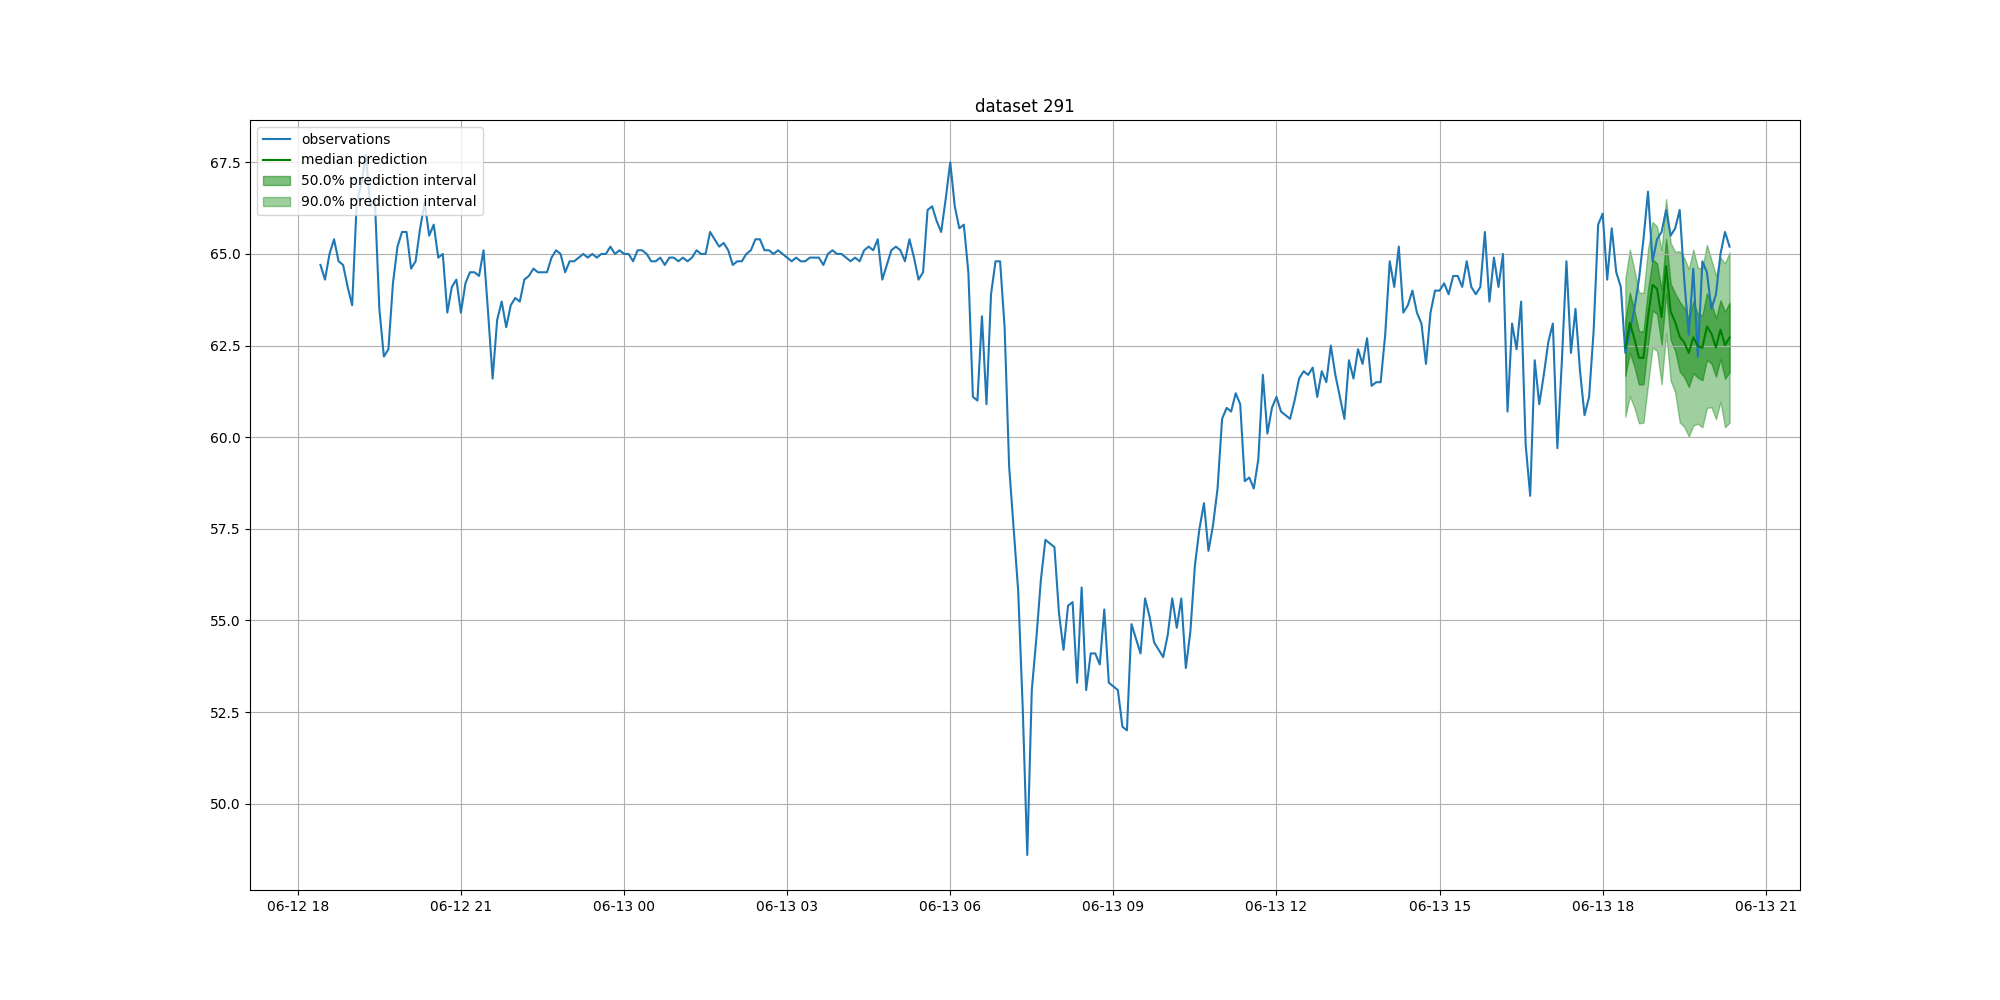 dataset 291
observations
median prediction
50.0% prediction interval
90.0% prediction interval
67.5
65.0
62.5
60.0
57.5
55.0
52.5
50.0
06-12 18 06-12 21 06-13 00 06-13 03 06-13 06 06-13 09 06-13 12 06-13 15 06-13 18 06-13 21